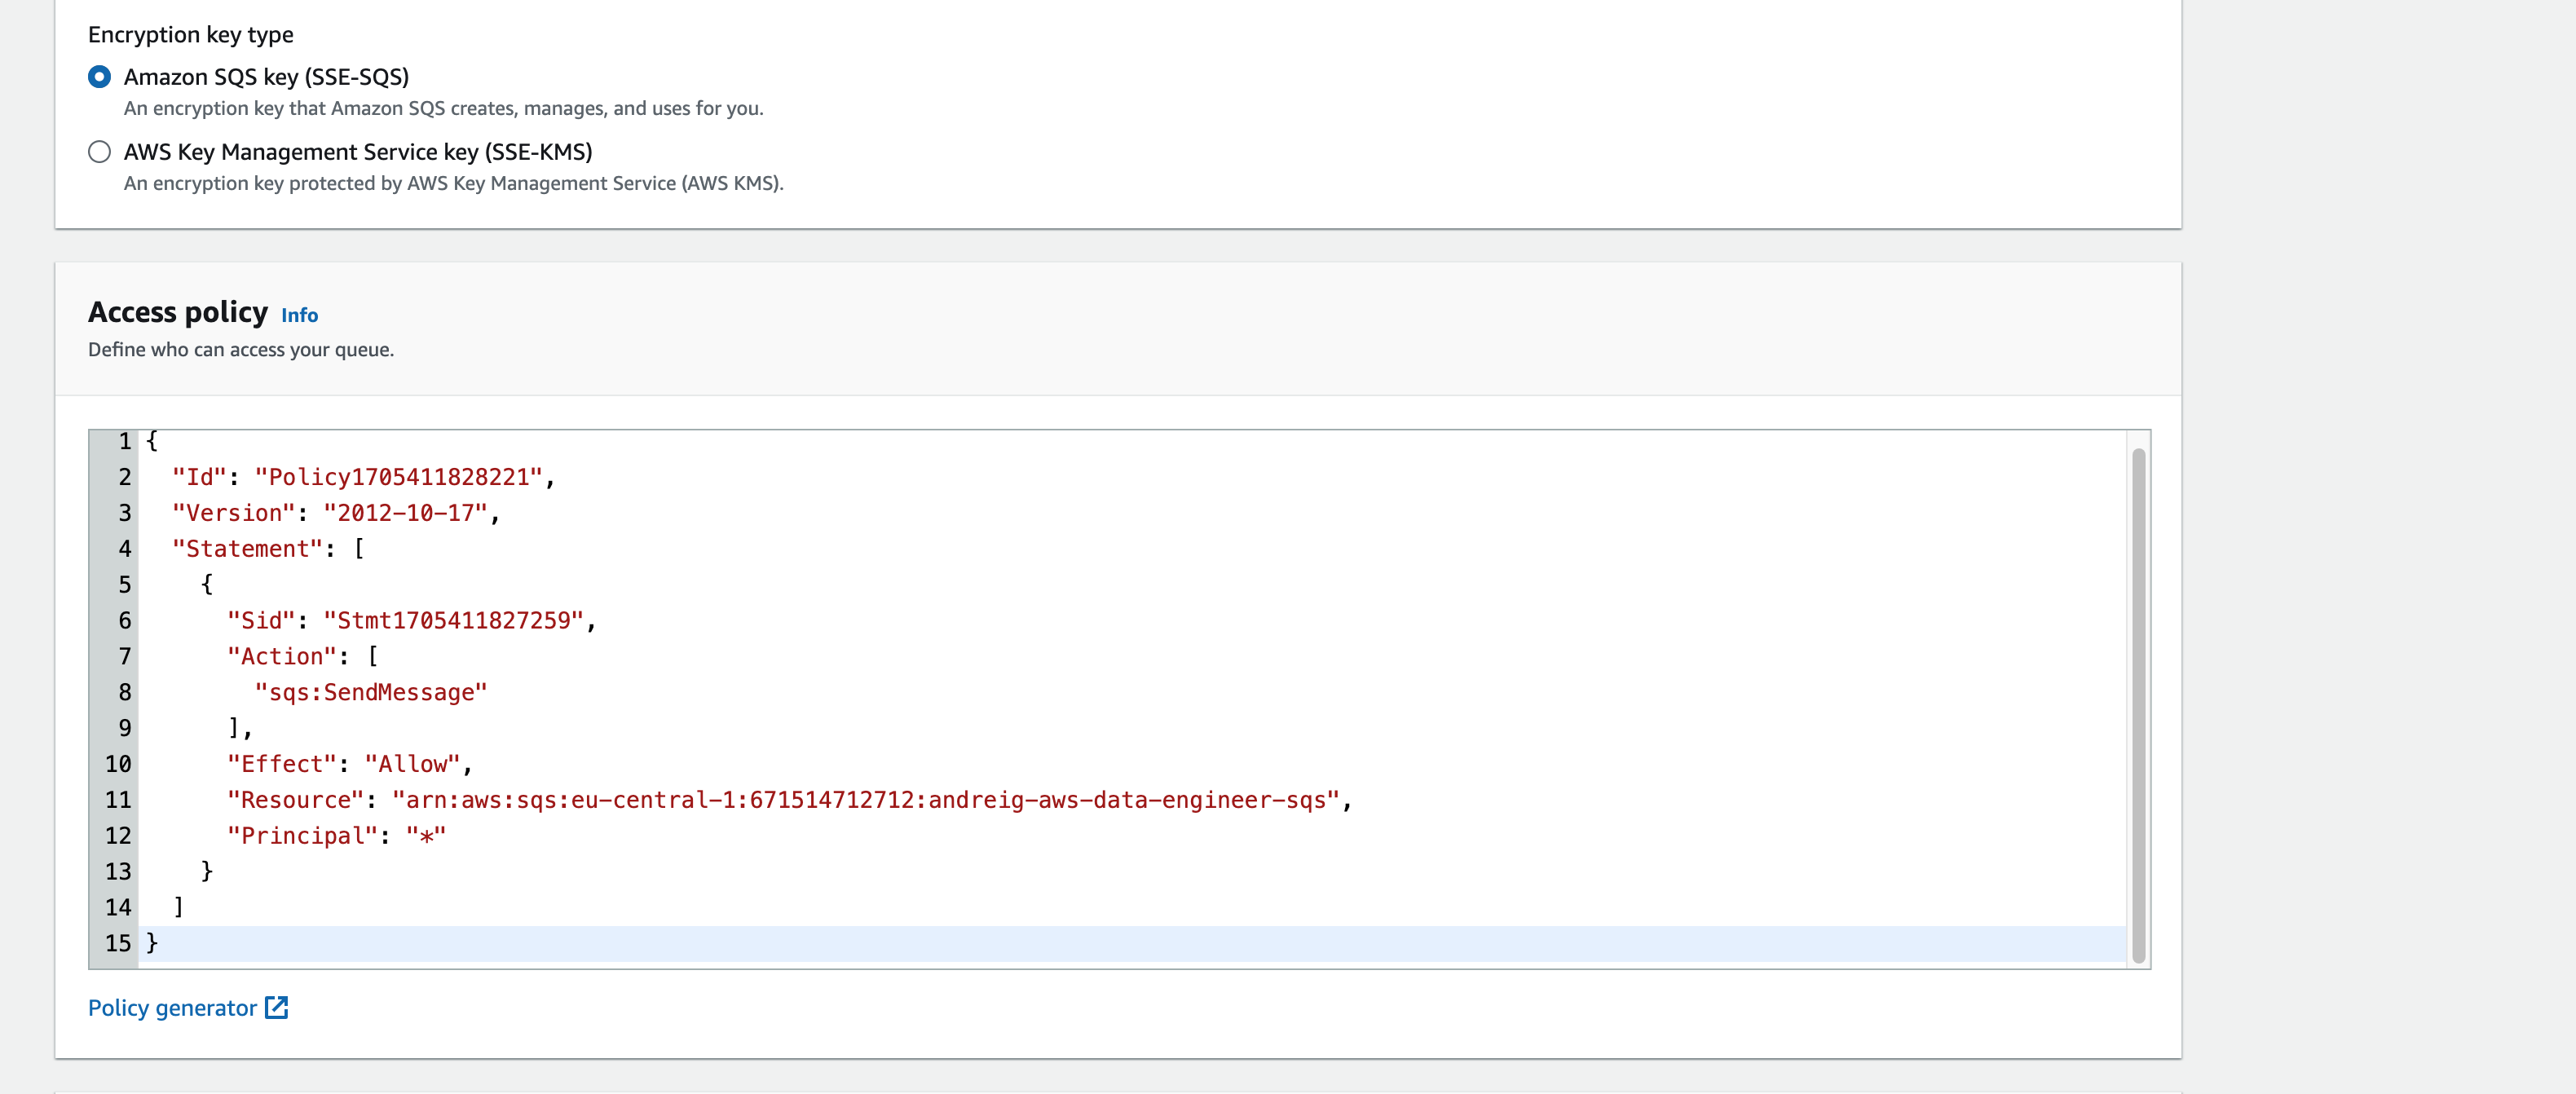 Encryption key type
Amazon SQS key (SSE-SQS)
An encryption key that Amazon SQS creates, manages, and uses for you.
AWS Key Management Service key (SSE-KMS)
An encryption key protected by AWS Key Management Service (AWS KMS).
Access policy Info
Define who can access your queue.
1 {
2 "Id": "Policy1705411828221",
3 "Version": "2012-10-17",
4 "Statement": [
5 {
6 "Sid": "Stmt1705411827259",
7 "Action": [
8 "sqs:SendMessage"
9 ],
10 "Effect": "Allow",
11 "Resource": "arn:aws:sqs:eu-central-1:671514712712:andreig-aws-data-engineer-sqs",
12 "Principal": "*"
13 }
14 ]
15 }
Policy generator